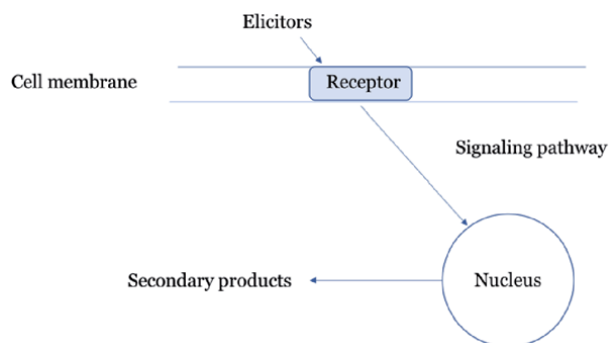 Elicitors
Cell membrane
Receptor
Signaling pathway
Secondary products
Nucleus